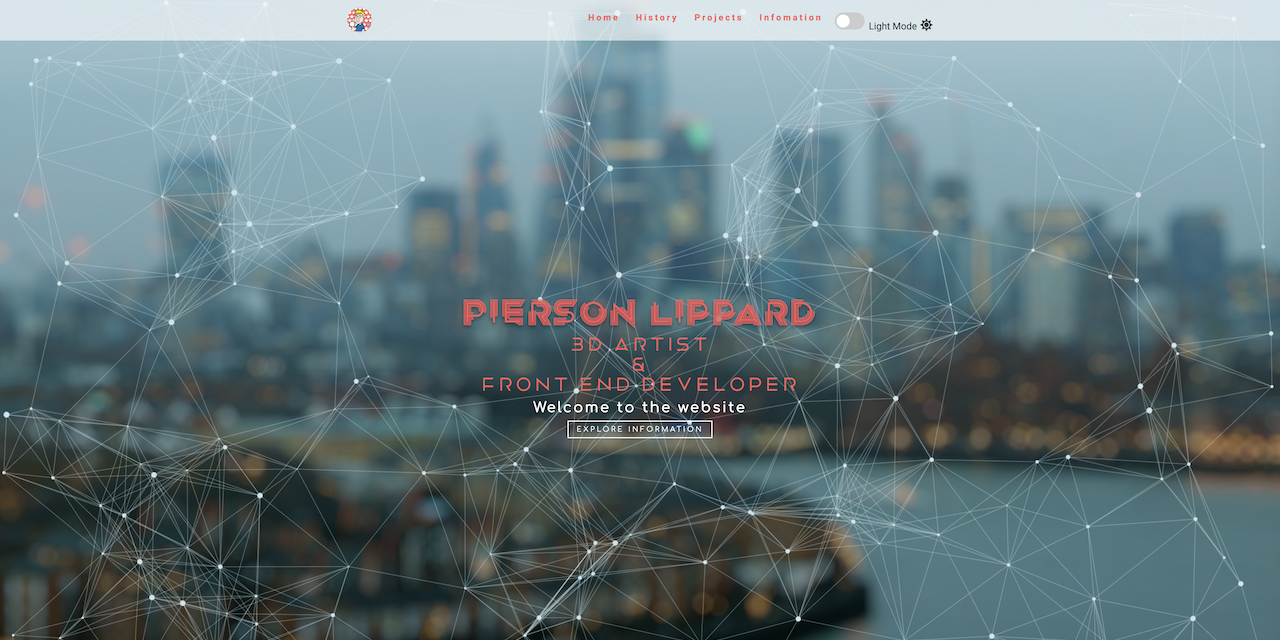 Home History Projects Infomation Light Mode
PIERSON LIPPARD
3D ARTIST
&
FRONT END DEVELOPER
Welcome to the website
EXPLORE INFORMATION